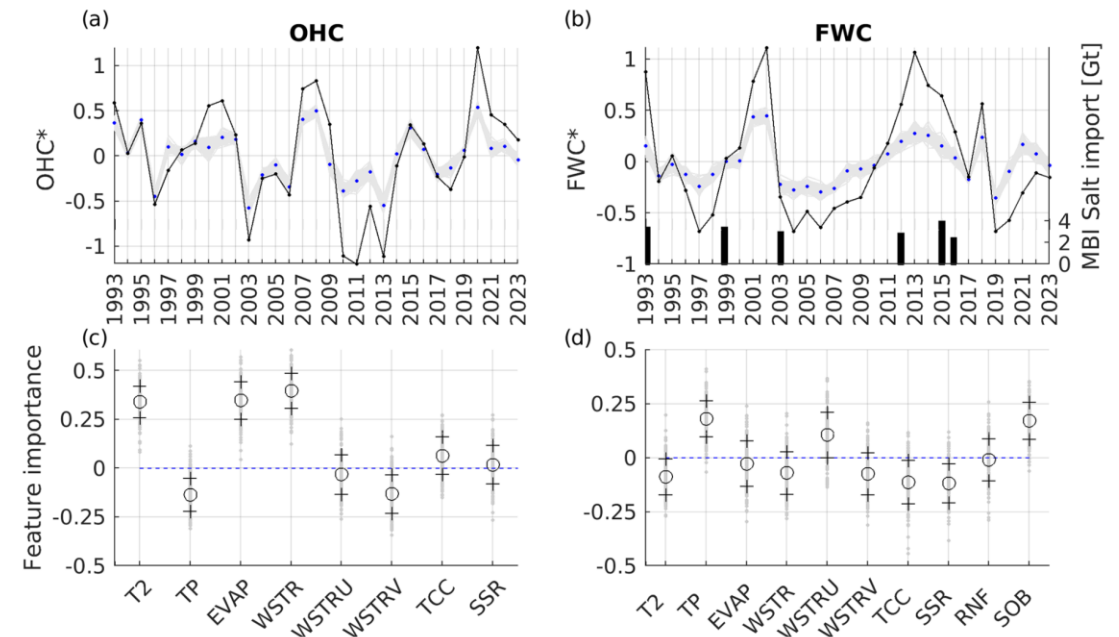 (a)
OHC
1
0.5
0
-0.5
-1
OHC*
1993
1995
1997
1999
2001
2003
2005
2007
2009
2011
2013
2015
2017
2019
2021
2023
(b)
FWC
1
0.5
0
-0.5
-1
FWC*
4
2
0
MBI Salt import [Gt]
1993
1995
1997
1999
2001
2003
2005
2007
2009
2011
2013
2015
2017
2019
2021
2023
(c)
Feature importance
0.5
0.25
0
-0.25
-0.5
T2
TP
EVAP
WSTR
WSTRU
WSTRV
TCC
SSR
(d)
0.5
0.25
0
-0.25
-0.5
T2
TP
EVAP
WSTR
WSTRU
WSTRV
TCC
SSR
RNF
SOB